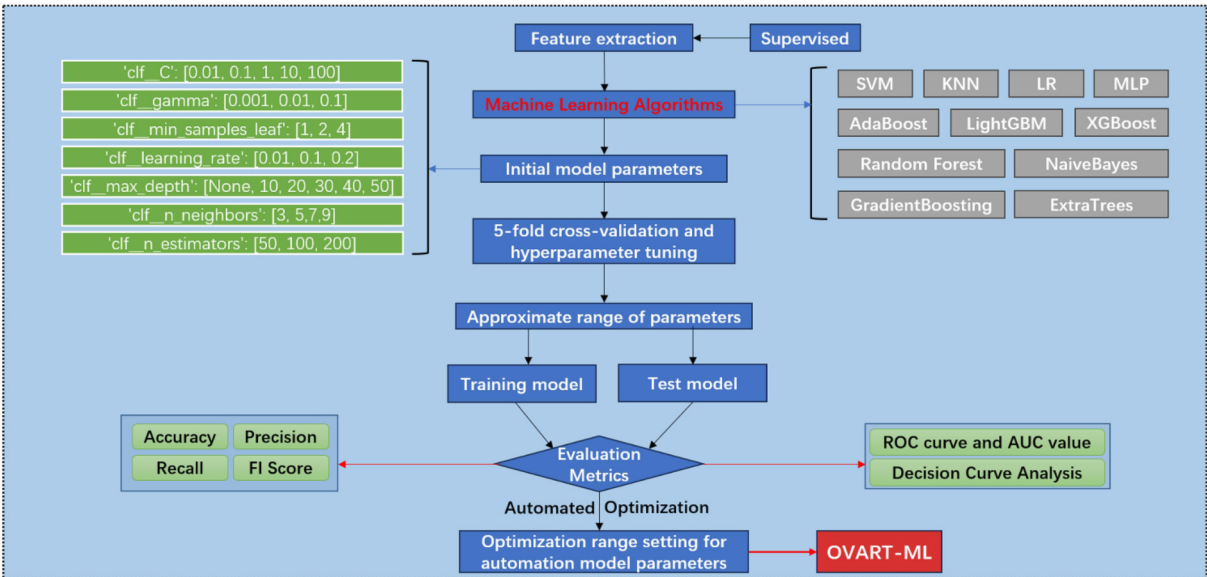 Feature extraction
Supervised
'clf__C': [0.01, 0.1, 1, 10, 100]
'clf__gamma': [0.001, 0.01, 0.1]
'clf__min_samples_leaf': [1, 2, 4]
'clf__learning_rate': [0.01, 0.1, 0.2]
'clf__max_depth': [None, 10, 20, 30, 40, 50]
'clf__n_neighbors': [3, 5,7,9]
'clf__n_estimators': [50, 100, 200]
Machine Learning Algorithms
SVM
KNN
LR
MLP
AdaBoost
LightGBM
XGBoost
Random Forest
NaiveBayes
GradientBoosting
ExtraTrees
Initial model parameters
5-fold cross-validation and
hyperparameter tuning
Approximate range of parameters
Training model
Test model
Accuracy
Precision
Recall
FI Score
Evaluation
Metrics
ROC curve and AUC value
Decision Curve Analysis
Automated
Optimization
Optimization range setting for
automation model parameters
OVART-ML